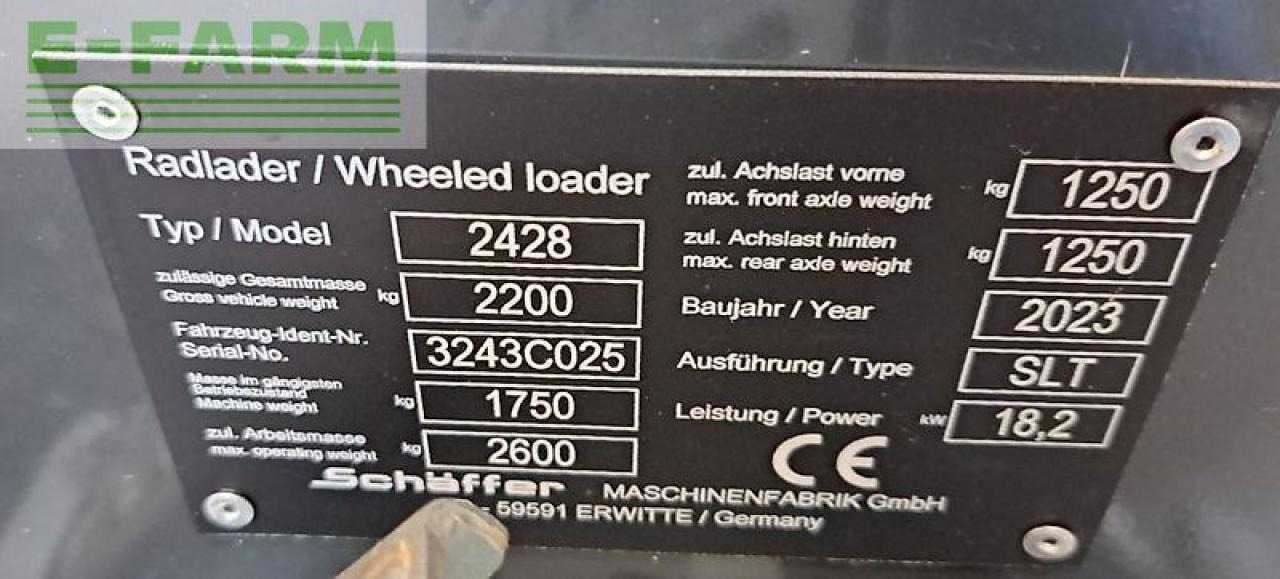 E-FARM
Radlader / Wheeled loader
Typ / Model 2428
zulässige Gesamtmasse
Gross vehicle weight kg 2200
Fahrzeug-Ident-Nr.
Serial-No. 3243C025
Masse im gängigsten
Betriebszustand
Machine weight kg 1750
zul. Arbeitsmasse
max. operating weight kg 2600
zul. Achslast vorne
max. front axle weight kg 1250
zul. Achslast hinten
max. rear axle weight kg 1250
Baujahr / Year 2023
Ausführung / Type SLT
Leistung / Power kW 18,2
CE
Schäffer MASCHINENFABRIK GmbH
- 59591 ERWITTE / Germany